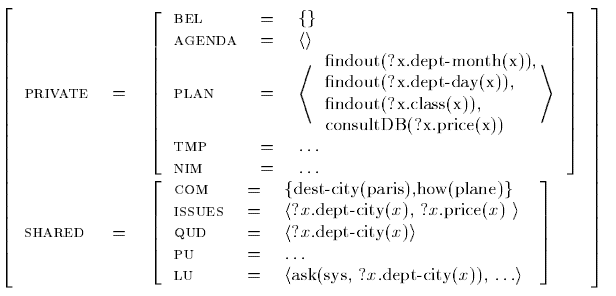 BEL = {}
AGENDA = ⟨⟩
findout(?x.dept-month(x)),
findout(?x.dept-day(x)),
PRIVATE = PLAN = ⟨ findout(?x.class(x)), ⟩
consultDB(?x.price(x))
TMP = ...
NIM = ...
COM = {dest-city(paris),how(plane)}
ISSUES = ⟨?x.dept-city(x), ?x.price(x) ⟩
SHARED = QUD = ⟨?x.dept-city(x)⟩
PU = ...
LU = ⟨ask(sys, ?x.dept-city(x)), ...⟩